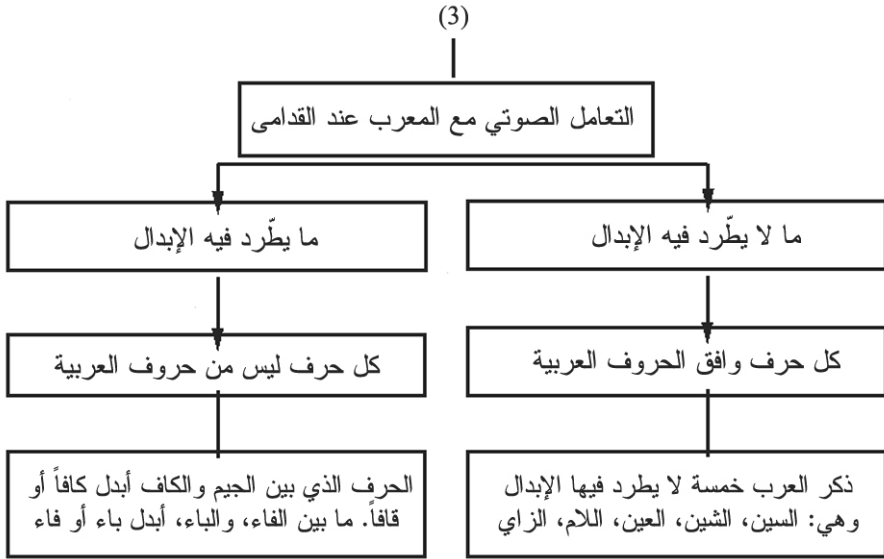 (3)
التعامل الصوتي مع المعرب عند القدامى
ما لا يطّرد فيه الإبدال
ما يطّرد فيه الإبدال
كل حرف وافق الحروف العربية
كل حرف ليس من حروف العربية
ذكر العرب خمسة لا يطرد فيها الإبدال
وهي: السين، الشين، العين، اللام، الزاي
الحرف الذي بين الجيم والكاف أبدل كافاً أو
قافاً. ما بين الفاء، والباء، أبدل باء أو فاء